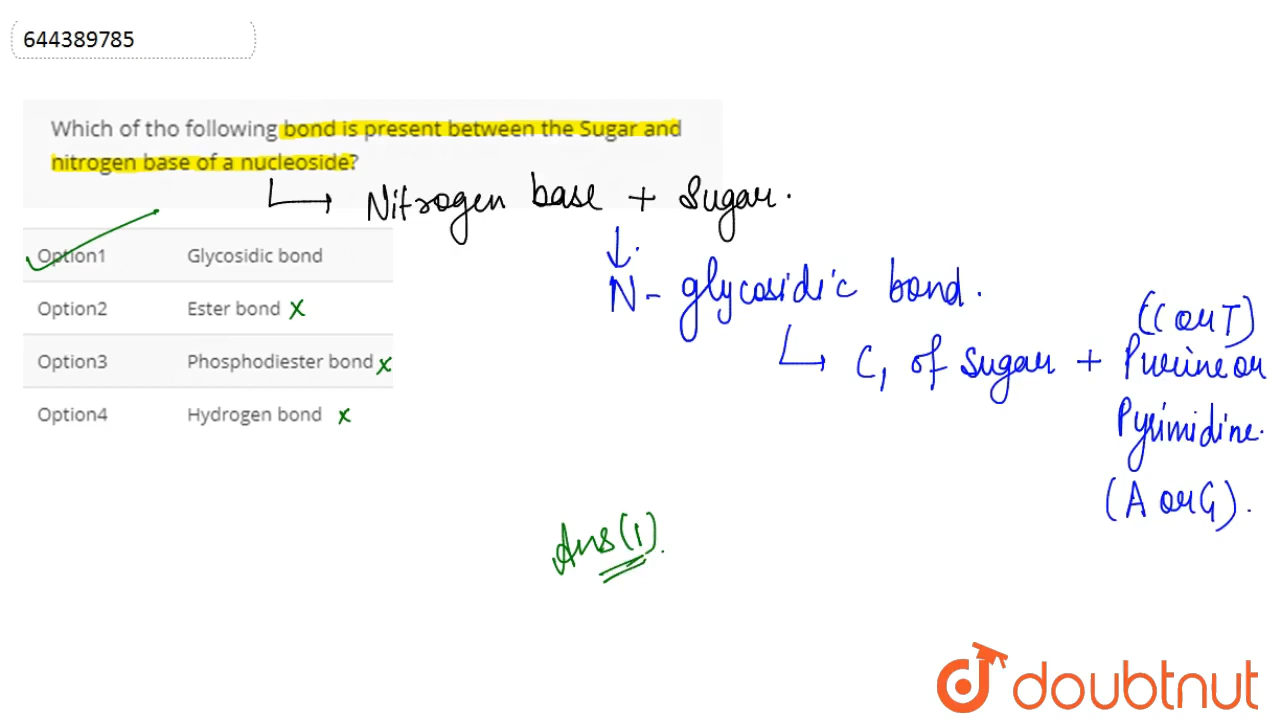 644389785
Which of tho following bond is present between the Sugar and
nitrogen base of a nucleoside?
Nitrogen base + Sugar.
Option1 Glycosidic bond
N- glycosidic bond.
Option2 Ester bond X
(C or T)
Option3 Phosphodiester bond X
C1 of Sugar + Purine or
Pyrimidine.
Option4 Hydrogen bond X
(A or G).
Ans (1).
doubtnut